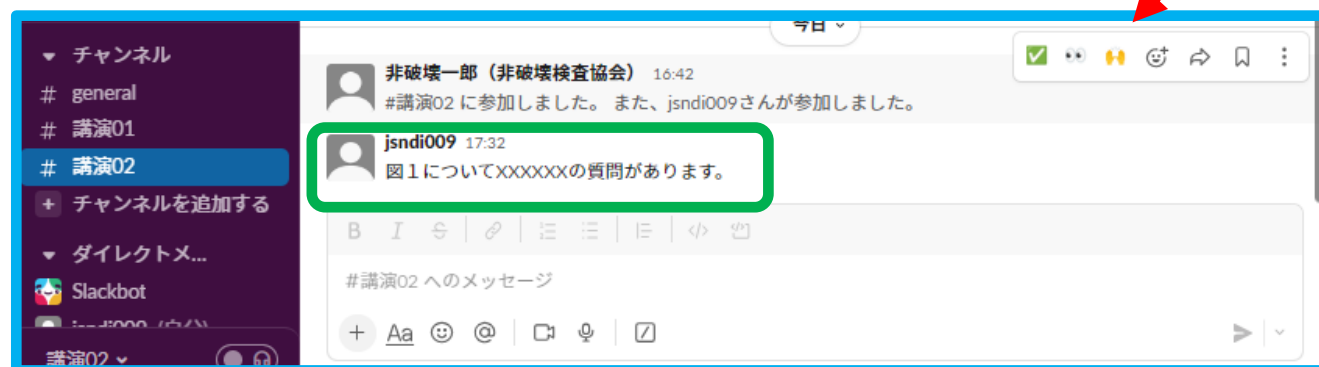 今日
チャンネル
# general
# 講演01
# 講演02
+ チャンネルを追加する
ダイレクトメ...
Slackbot
講演02
非破壊一郎（非破壊検査協会） 16:42
#講演02 に参加しました。 また、jsndi009さんが参加しました。
jsndi009 17:32
図１についてXXXXXXの質問があります。
B I S
#講演02 へのメッセージ
+ Aa @